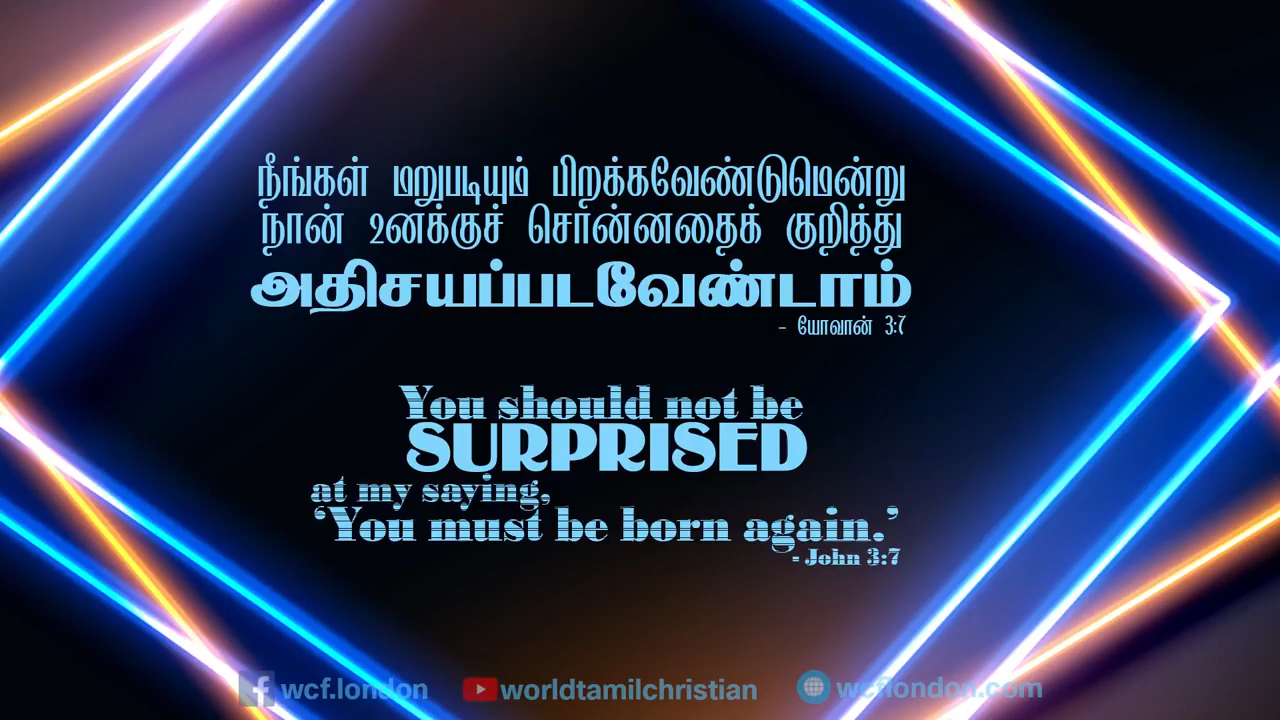 நீங்கள் மறுபடியும் பிறக்கவேண்டுமென்று
நான் உனக்குச் சொன்னதைக் குறித்து
அதிசயப்படவேண்டாம்
- யோவான் 3:7
You should not be
SURPRISED
at my saying,
‘You must be born again.’
- John 3:7
wcf.london worldtamilchristian wcflondon.com